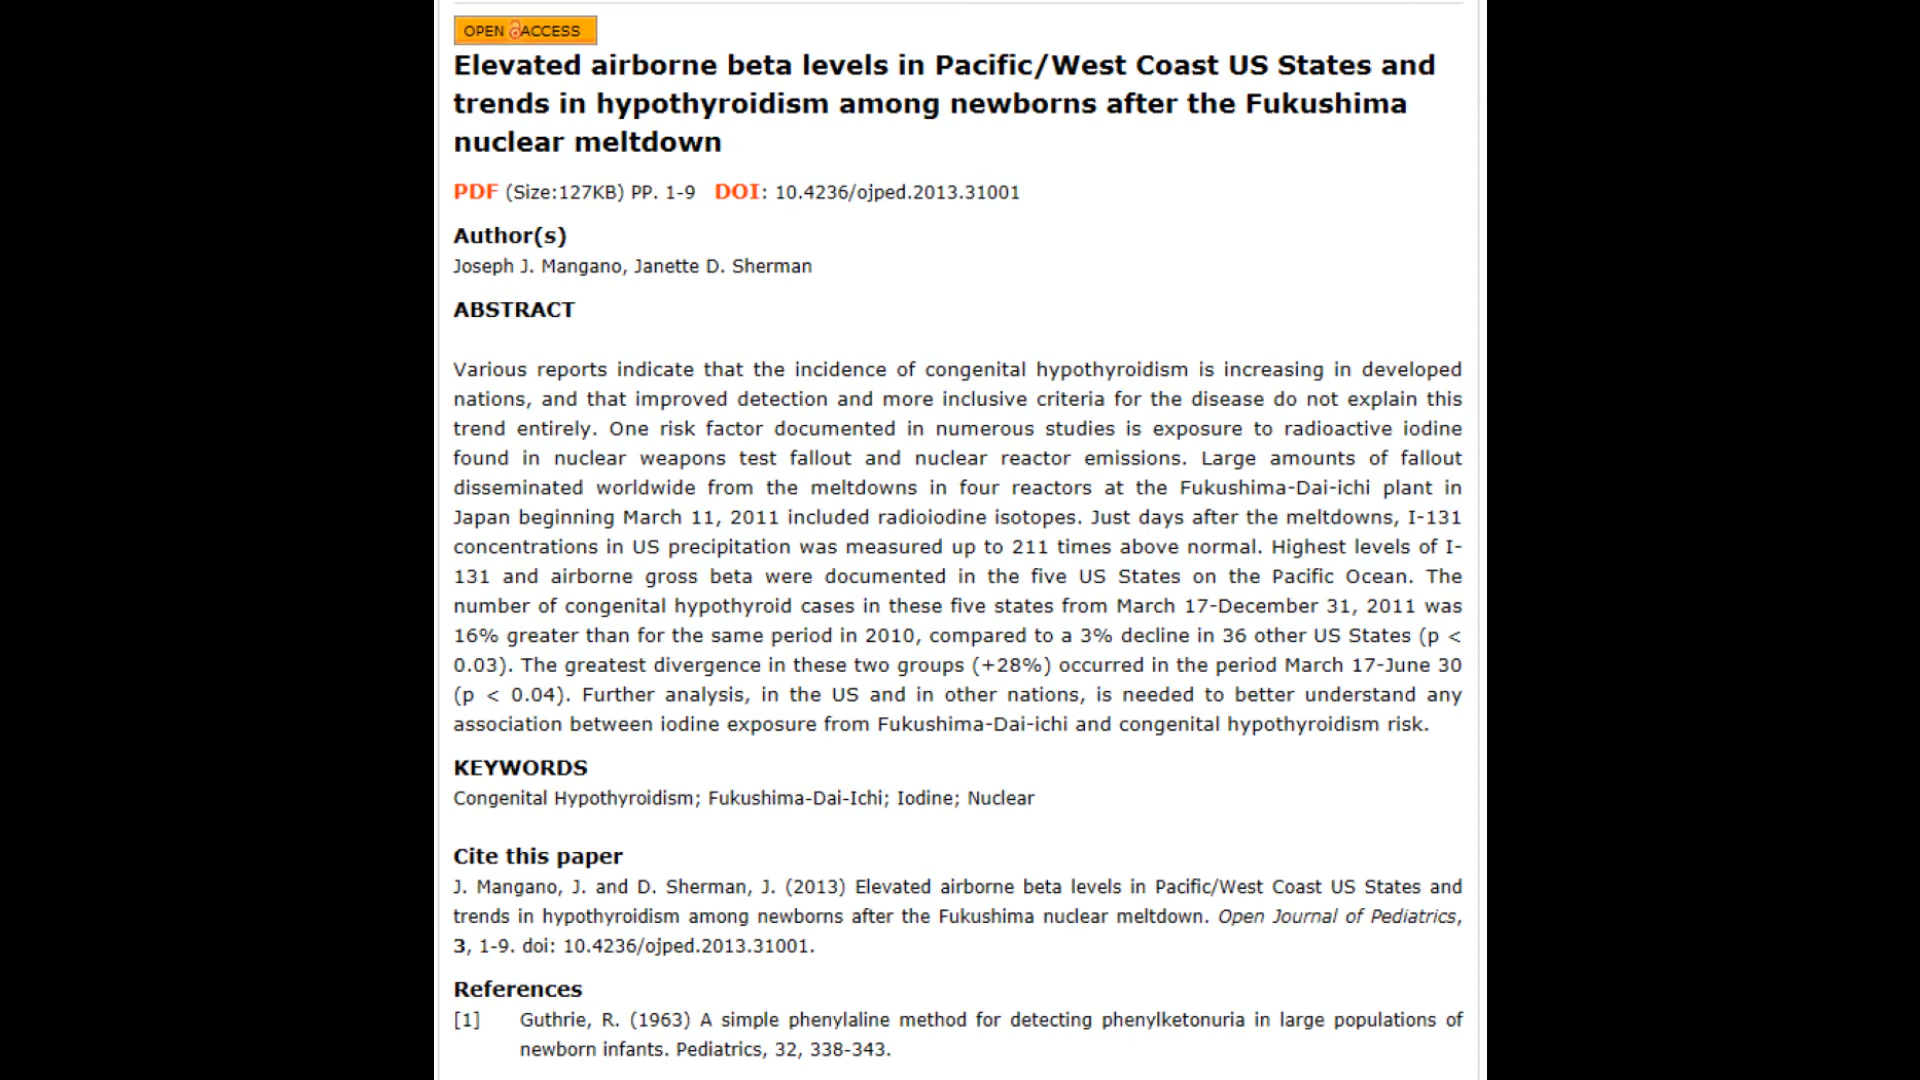 OPEN ACCESS
Elevated airborne beta levels in Pacific/West Coast US States and
trends in hypothyroidism among newborns after the Fukushima
nuclear meltdown
PDF (Size:127KB) PP. 1-9 DOI: 10.4236/ojped.2013.31001
Author(s)
Joseph J. Mangano, Janette D. Sherman
ABSTRACT
Various reports indicate that the incidence of congenital hypothyroidism is increasing in developed
nations, and that improved detection and more inclusive criteria for the disease do not explain this
trend entirely. One risk factor documented in numerous studies is exposure to radioactive iodine
found in nuclear weapons test fallout and nuclear reactor emissions. Large amounts of fallout
disseminated worldwide from the meltdowns in four reactors at the Fukushima-Dai-ichi plant in
Japan beginning March 11, 2011 included radioiodine isotopes. Just days after the meltdowns, I-131
concentrations in US precipitation was measured up to 211 times above normal. Highest levels of I-
131 and airborne gross beta were documented in the five US States on the Pacific Ocean. The
number of congenital hypothyroid cases in these five states from March 17-December 31, 2011 was
16% greater than for the same period in 2010, compared to a 3% decline in 36 other US States (p <
0.03). The greatest divergence in these two groups (+28%) occurred in the period March 17-June 30
(p < 0.04). Further analysis, in the US and in other nations, is needed to better understand any
association between iodine exposure from Fukushima-Dai-ichi and congenital hypothyroidism risk.
KEYWORDS
Congenital Hypothyroidism; Fukushima-Dai-Ichi; Iodine; Nuclear
Cite this paper
J. Mangano, J. and D. Sherman, J. (2013) Elevated airborne beta levels in Pacific/West Coast US States and
trends in hypothyroidism among newborns after the Fukushima nuclear meltdown. Open Journal of Pediatrics,
3, 1-9. doi: 10.4236/ojped.2013.31001.
References
[1] Guthrie, R. (1963) A simple phenylaline method for detecting phenylketonuria in large populations of
newborn infants. Pediatrics, 32, 338-343.